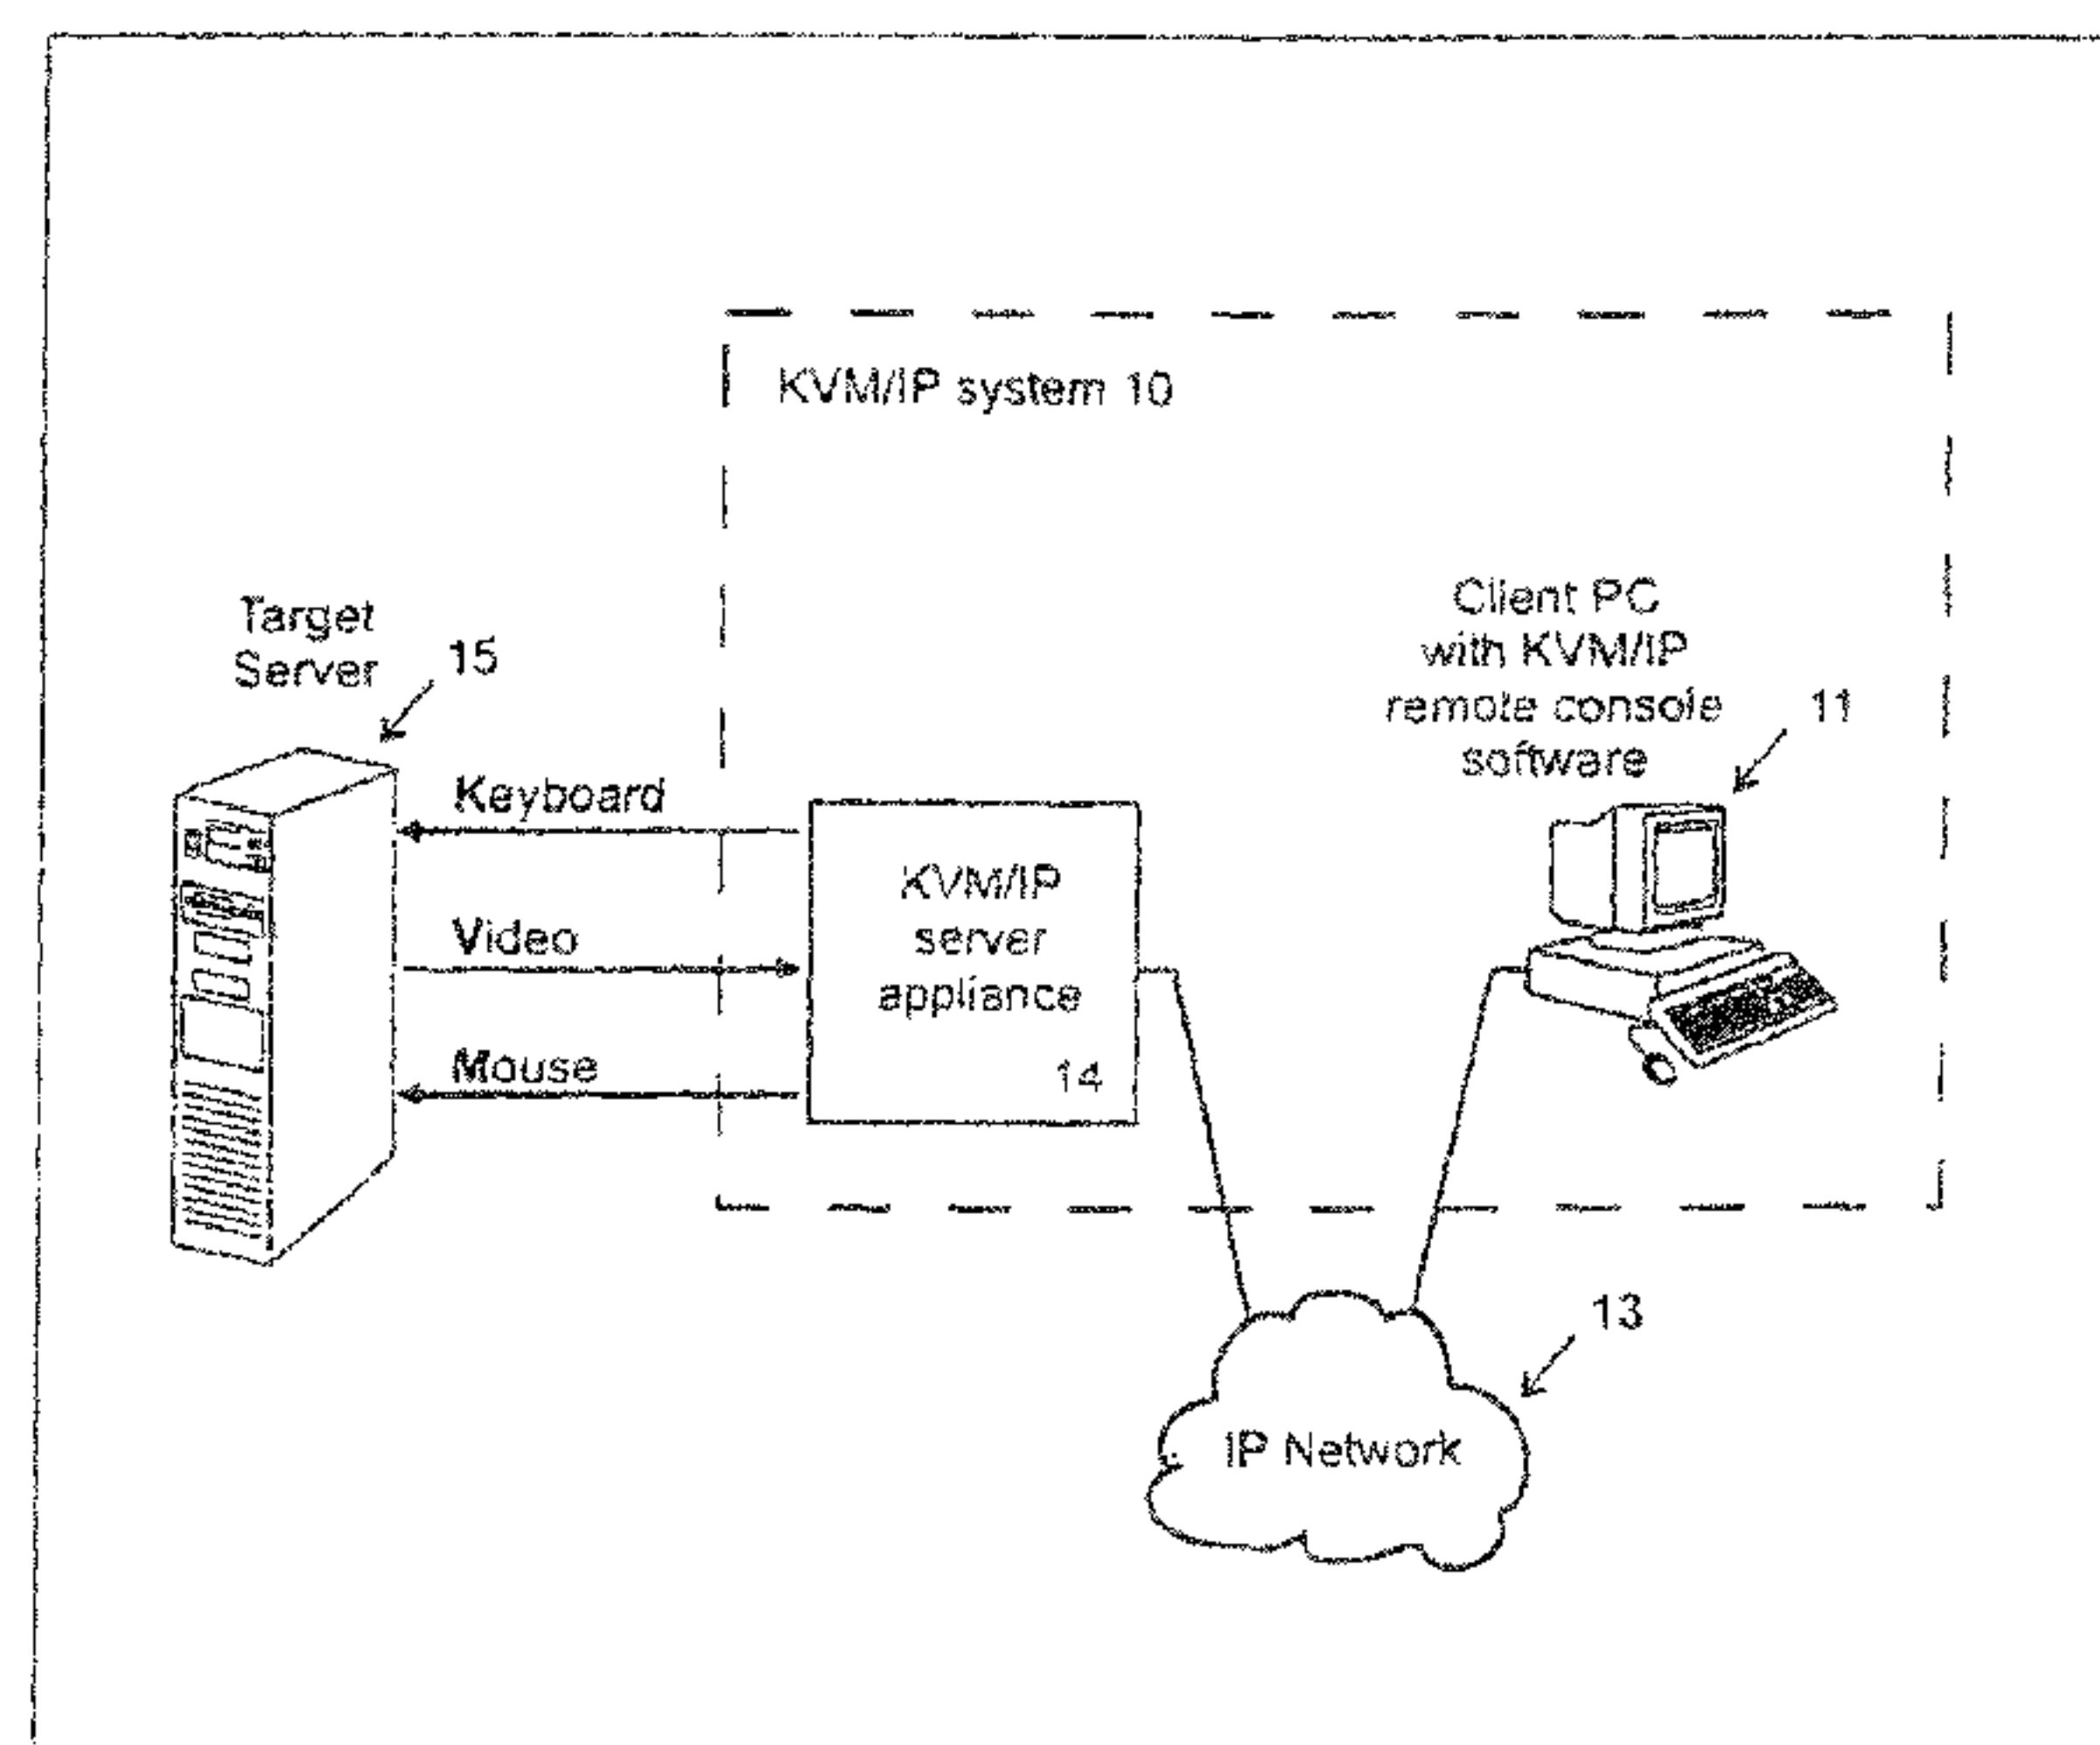 KVM/IP system 10
Target
Server
15
Client PC
with KVM/IP
remote console
software
11
Keyboard
Video
Mouse
KVM/IP
server
appliance
14
13
IP Network